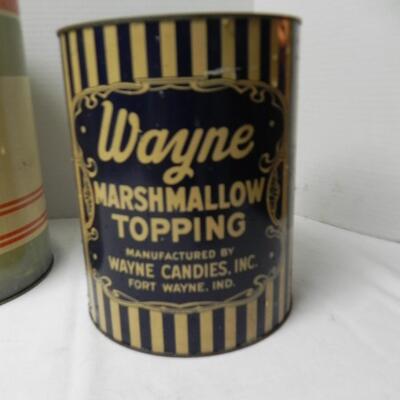 Wayne
MARSHMALLOW
TOPPING
MANUFACTURED BY
WAYNE CANDIES, INC.
FORT WAYNE, IND.